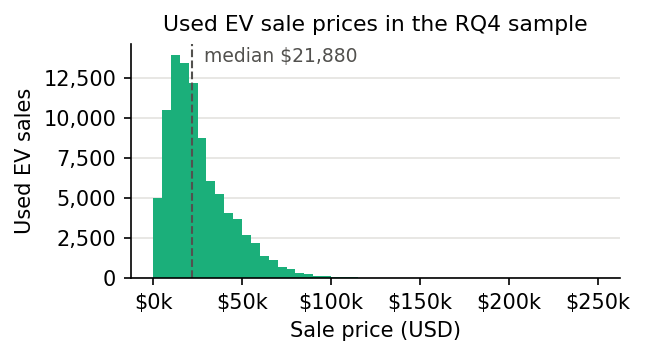 Used EV sale prices in the RQ4 sample
median $21,880
Used EV sales
12,500
10,000
7,500
5,000
2,500
0
$0k $50k $100k $150k $200k $250k
Sale price (USD)